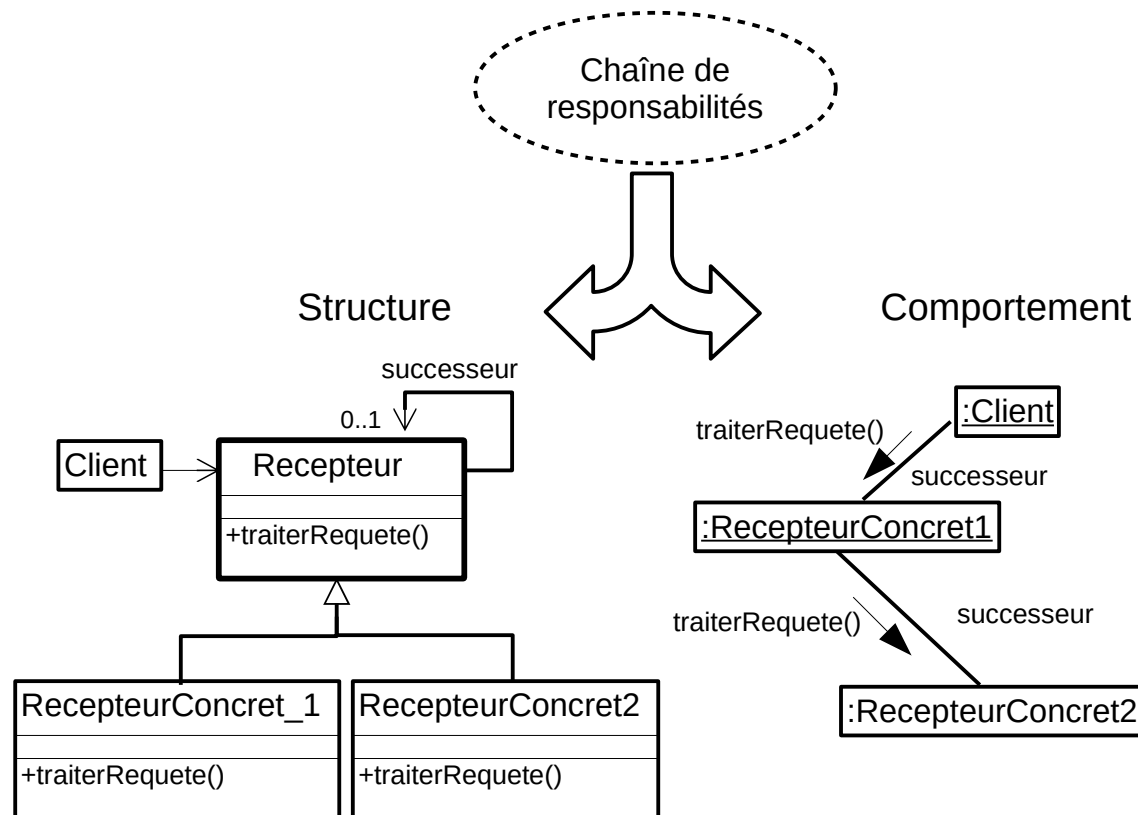 Chaîne de
responsabilités
Structure
Comportement
successeur
0..1
Client
Recepteur
+traiterRequete()
RecepteurConcret_1
+traiterRequete()
RecepteurConcret2
+traiterRequete()
:Client
traiterRequete()
successeur
:RecepteurConcret1
traiterRequete()
successeur
:RecepteurConcret2